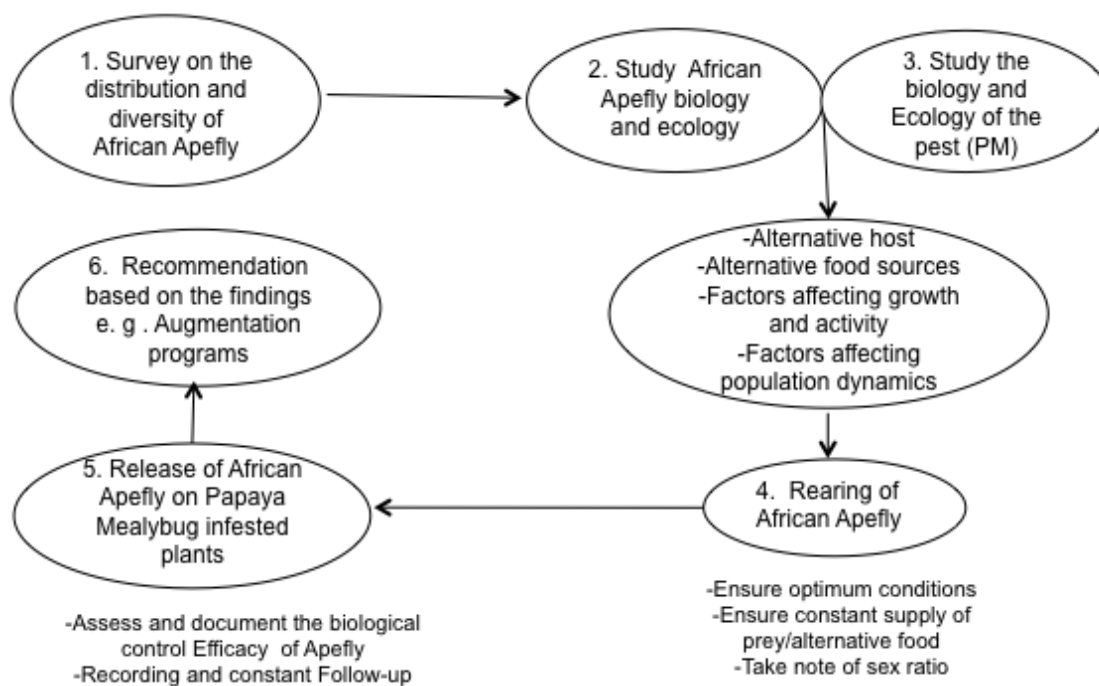 1. Survey on the
distribution and
diversity of
African Apefly
2. Study African
Apefly biology
and ecology
3. Study the
biology and
Ecology of the
pest (PM)
-Alternative host
-Alternative food sources
-Factors affecting growth
and activity
-Factors affecting
population dynamics
4. Rearing of
African Apefly
-Ensure optimum conditions
-Ensure constant supply of
prey/alternative food
-Take note of sex ratio
5. Release of African
Apefly on Papaya
Mealybug infested
plants
-Assess and document the biological
control Efficacy of Apefly
-Recording and constant Follow-up
6. Recommendation
based on the findings
e. g . Augmentation
programs